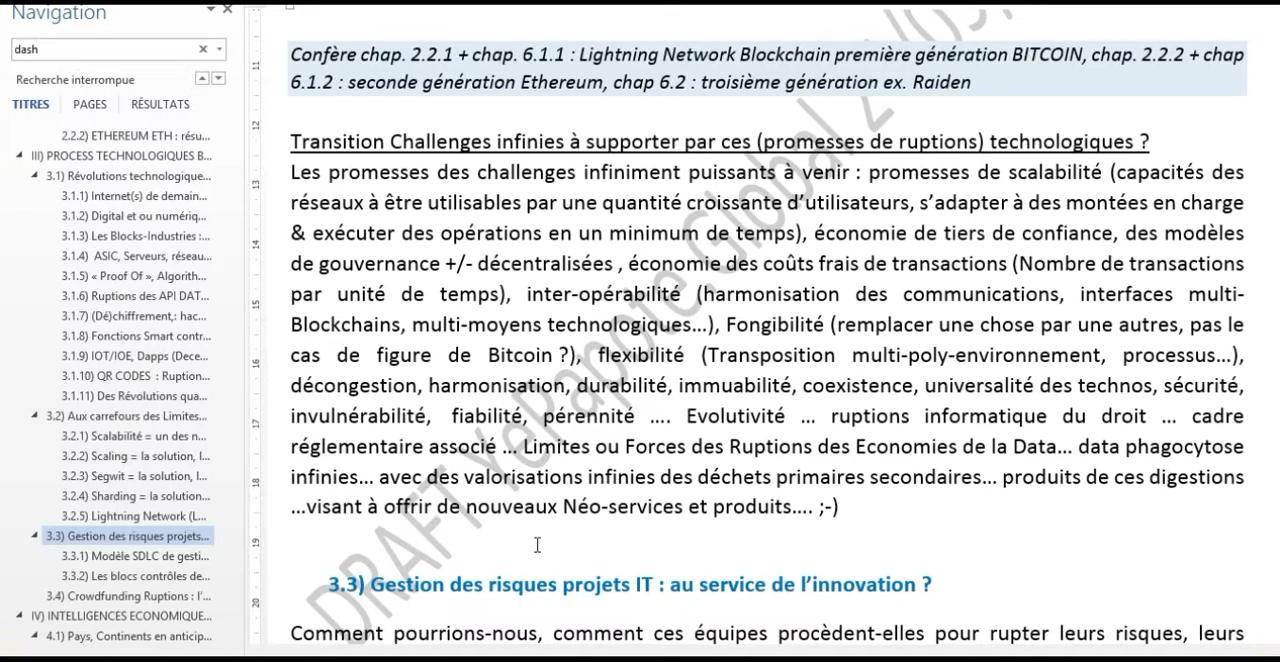 Navigation
dash
Recherche interrompue
TITRES PAGES RÉSULTATS
2.2.2) ETHEREUM ETH : résu...
III) PROCESS TECHNOLOGIQUES B...
3.1) Révolutions technologique...
3.1.1) Internet(s) de demain...
3.1.2) Digital et ou numériq...
3.1.3) Les Blocks-Industries :...
3.1.4) ASIC, Serveurs, réseau...
3.1.5) « Proof Of », Algorith...
3.1.6) Ruptions des API DAT...
3.1.7) (Dé)chiffrement,: hac...
3.1.8) Fonctions Smart contr...
3.1.9) IOT/IOE, Dapps (Dece...
3.1.10) QR CODES : Ruption...
3.1.11) Des Révolutions qua...
3.2) Aux carrefours des Limites...
3.2.1) Scalabilité = un des n...
3.2.2) Scaling = la solution, l...
3.2.3) Segwit = la solution, l...
3.2.4) Sharding = la solution...
3.2.5) Lightning Network (L...
3.3) Gestion des risques projets...
3.3.1) Modèle SDLC de gesti...
3.3.2) Les blocs contrôles de...
3.4) Crowdfunding Ruptions : l'...
IV) INTELLIGENCES ECONOMIQUE...
4.1) Pays, Continents en anticip...
11
12
13
14
15
16
17
18
19
20
Confère chap. 2.2.1 + chap. 6.1.1 : Lightning Network Blockchain première génération BITCOIN, chap. 2.2.2 + chap
6.1.2 : seconde génération Ethereum, chap 6.2 : troisième génération ex. Raiden
Transition Challenges infinies à supporter par ces (promesses de ruptions) technologiques ?
Les promesses des challenges infiniment puissants à venir : promesses de scalabilité (capacités des
réseaux à être utilisables par une quantité croissante d'utilisateurs, s'adapter à des montées en charge
& exécuter des opérations en un minimum de temps), économie de tiers de confiance, des modèles
de gouvernance +/- décentralisées , économie des coûts frais de transactions (Nombre de transactions
par unité de temps), inter-opérabilité (harmonisation des communications, interfaces multi-
Blockchains, multi-moyens technologiques...), Fongibilité (remplacer une chose par une autres, pas le
cas de figure de Bitcoin ?), flexibilité (Transposition multi-poly-environnement, processus...),
décongestion, harmonisation, durabilité, immuabilité, coexistence, universalité des technos, sécurité,
invulnérabilité, fiabilité, pérennité .... Evolutivité ... ruptions informatique du droit ... cadre
réglementaire associé ... Limites ou Forces des Ruptions des Economies de la Data... data phagocytose
infinies... avec des valorisations infinies des déchets primaires secondaires... produits de ces digestions
...visant à offrir de nouveaux Néo-services et produits.... ;-)
3.3) Gestion des risques projets IT : au service de l'innovation ?
Comment pourrions-nous, comment ces équipes procèdent-elles pour rupter leurs risques, leurs
DRAFT YePappote.Global 2